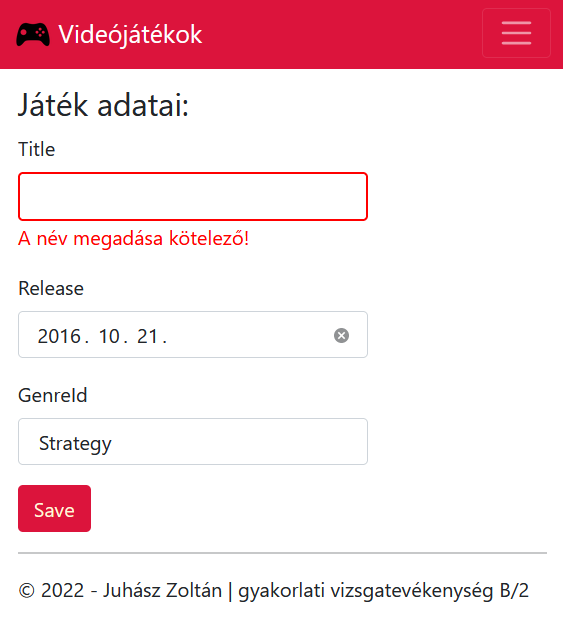 Videójátékok
Játék adatai:
Title
A név megadása kötelező!
Release
2016. 10. 21.
GenreId
Strategy
Save
© 2022 - Juhász Zoltán | gyakorlati vizsgatevékenység B/2